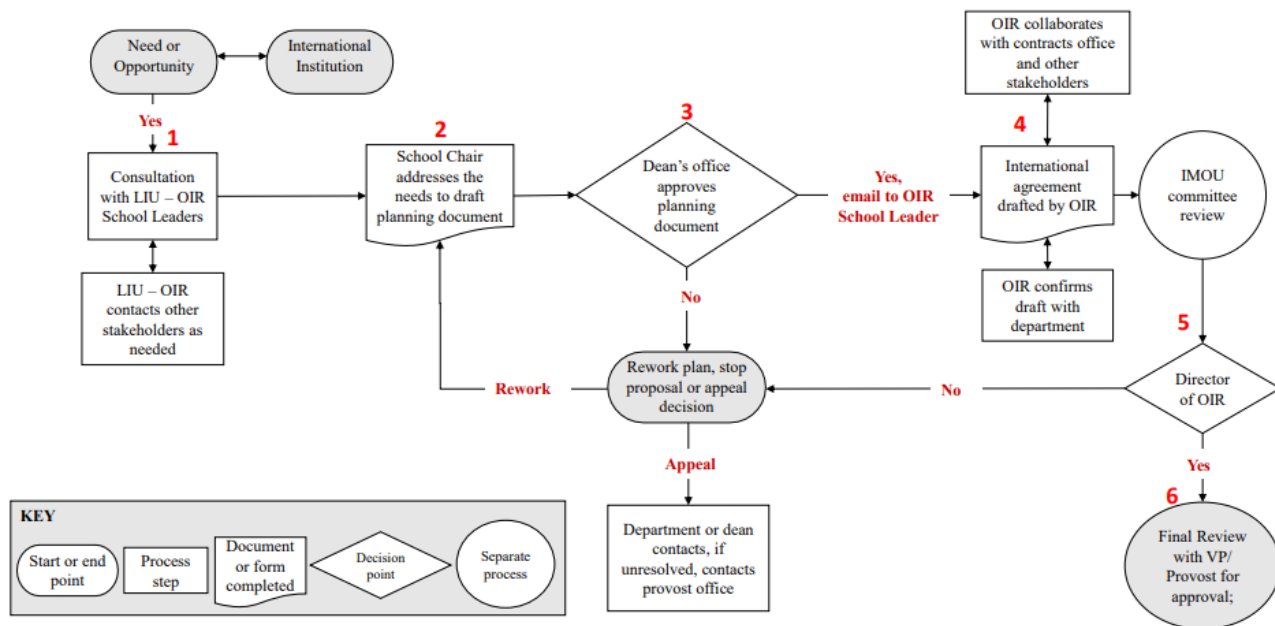 Need or
Opportunity
International
Institution
Yes
1
Consultation
with LIU – OIR
School Leaders
LIU – OIR
contacts other
stakeholders as
needed
2
School Chair
addresses the
needs to draft
planning document
3
Dean's office
approves
planning
document
Yes,
email to OIR
School Leader
No
OIR collaborates
with contracts office
and other
stakeholders
4
International
agreement
drafted by OIR
OIR confirms
draft with
department
IMOU
committee
review
5
Director
of OIR
No
Rework plan, stop
proposal or appeal
decision
Rework
Appeal
Department or dean
contacts, if
unresolved, contacts
provost office
Yes
6
Final Review
with VP/
Provost for
approval;
KEY
Start or end
point
Process
step
Document
or form
completed
Decision
point
Separate
process